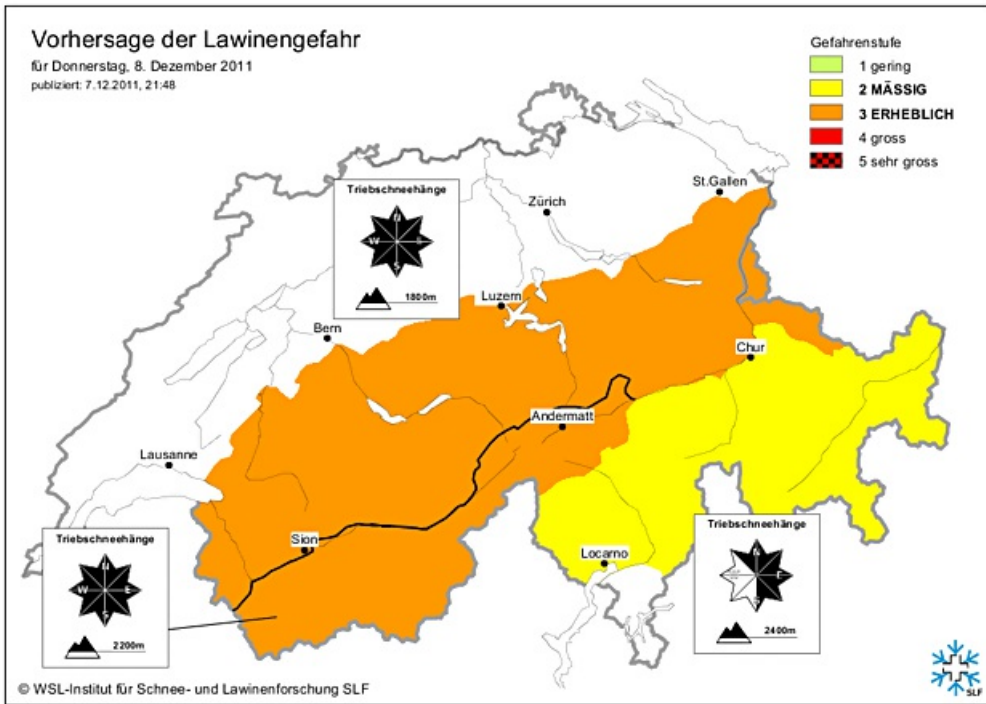 Vorhersage der Lawinengefahr
für Donnerstag, 8. Dezember 2011
publiziert: 7.12.2011, 21:48
Gefahrenstufe
1 gering
2 MÄSSIG
3 ERHEBLICH
4 gross
5 sehr gross
St.Gallen
Zürich
Triebschneehänge
N
W
E
S
1800m
Luzern
Bern
Chur
Andermatt
Lausanne
Sion
Locarno
Triebschneehänge
N
W
E
S
2200m
Triebschneehänge
N
E
S
2400m
© WSL-Institut für Schnee- und Lawinenforschung SLF
SLF